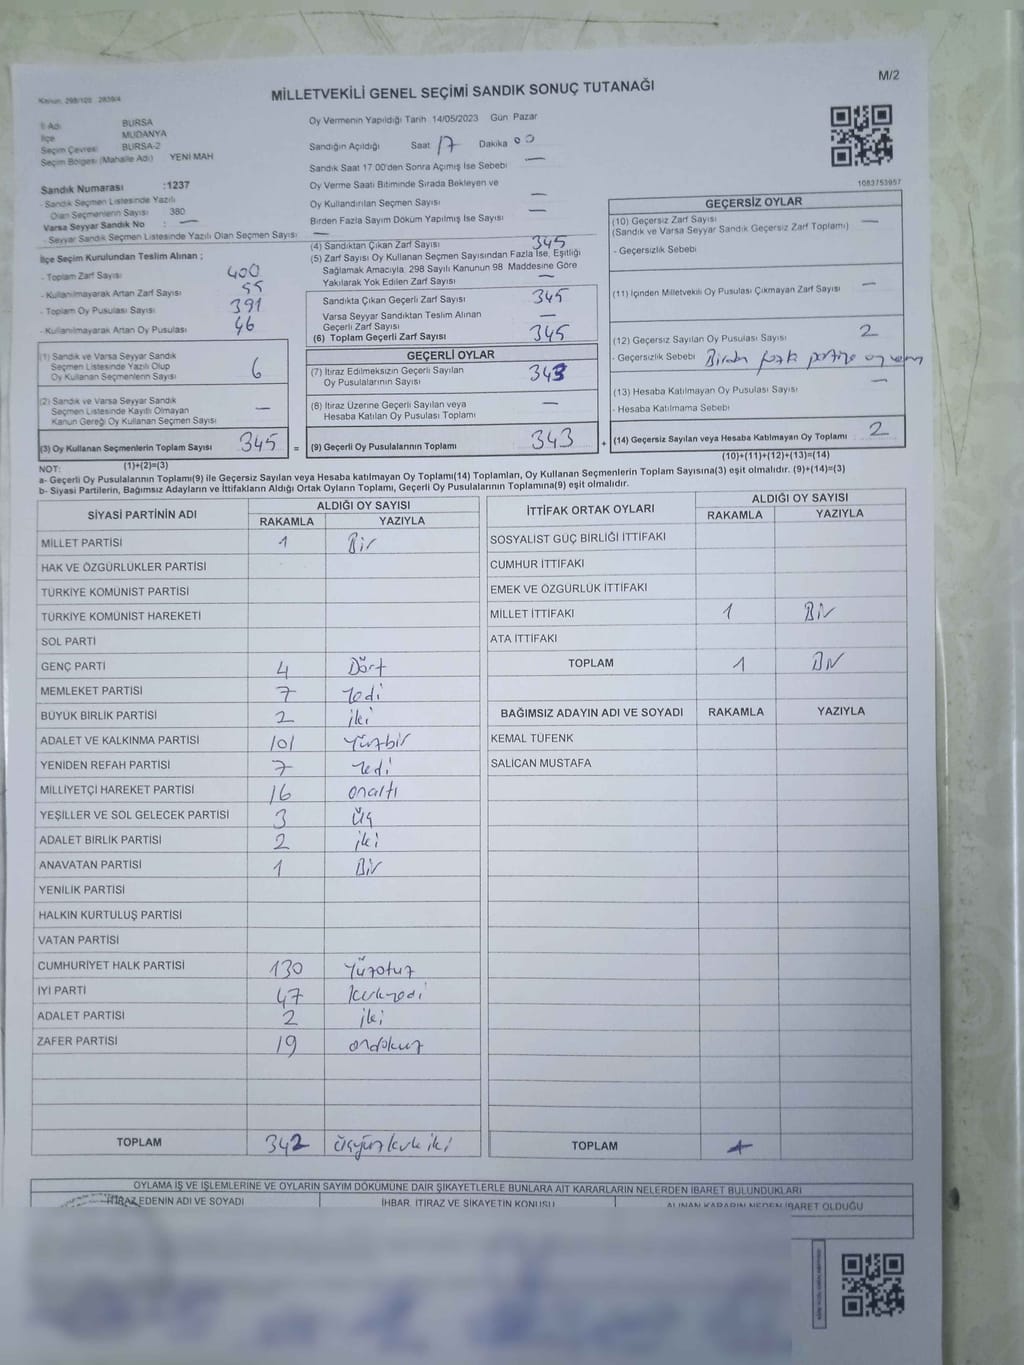 M/2
Kanun: 298/105 2839/4
MİLLETVEKİLİ GENEL SEÇİMİ SANDIK SONUÇ TUTANAĞI
İl Adı BURSA
İlçe MUDANYA
Seçim Çevresi BURSA-2
Seçim Bölgesi (Mahalle Adı) YENİ MAH
Sandık Numarası :1237
- Sandık Seçmen Listesinde Yazılı
Olan Seçmenlerin Sayısı 380
Varsa Seyyar Sandık No : —
- Seyyar Sandık Seçmen Listesinde Yazılı Olan Seçmen Sayısı : —
Oy Vermenin Yapıldığı Tarih 14/05/2023 Gün Pazar
Sandığın Açıldığı Saat 17 Dakika 00
Sandık Saat 17:00'den Sonra Açımış İse Sebebi —
Oy Verme Saati Bitiminde Sırada Bekleyen ve
Oy Kullandırılan Seçmen Sayısı —
Birden Fazla Sayım Döküm Yapılmış İse Sayısı —
1083753957
İlçe Seçim Kurulundan Teslim Alınan ;
- Toplam Zarf Sayısı 400
- Kullanılmayarak Artan Zarf Sayısı 55
- Toplam Oy Pusulası Sayısı 391
- Kullanılmayarak Artan Oy Pusulası 46
(4) Sandıktan Çıkan Zarf Sayısı 345
(5) Zarf Sayısı Oy Kullanan Seçmen Sayısından Fazla İse, Eşitliği
Sağlamak Amacıyla, 298 Sayılı Kanunun 98 Maddesine Göre
Yakılarak Yok Edilen Zarf Sayısı —
Sandıkta Çıkan Geçerli Zarf Sayısı 345
Varsa Seyyar Sandıktan Teslim Alınan
Geçerli Zarf Sayısı —
(6) Toplam Geçerli Zarf Sayısı 345
GEÇERSİZ OYLAR
(10) Geçersiz Zarf Sayısı —
(Sandık ve Varsa Seyyar Sandık Geçersiz Zarf Toplamı)
- Geçersizlik Sebebi
(11) İçinden Milletvekili Oy Pusulası Çıkmayan Zarf Sayısı —
(12) Geçersiz Sayılan Oy Pusulası Sayısı 2
- Geçersizlik Sebebi Birden fazla partiye oy
(13) Hesaba Katılmayan Oy Pusulası Sayısı —
- Hesaba Katılmama Sebebi
(14) Geçersiz Sayılan veya Hesaba Katılmayan Oy Toplamı 2
(10)+(11)+(12)+(13)=(14)
(1) Sandık ve Varsa Seyyar Sandık
Seçmen Listesinde Yazılı Olup
Oy Kullanan Seçmenlerin Sayısı 6
(2) Sandık ve Varsa Seyyar Sandık
Seçmen Listesinde Kayıtlı Olmayan
Kanun Gereği Oy Kullanan Seçmen Sayısı —
(3) Oy Kullanan Seçmenlerin Toplam Sayısı 345 =
(1)+(2)=(3)
GEÇERLİ OYLAR
(7) İtiraz Edilmeksizin Geçerli Sayılan
Oy Pusulalarının Sayısı 343
(8) İtiraz Üzerine Geçerli Sayılan veya
Hesaba Katılan Oy Pusulası Toplamı —
(9) Geçerli Oy Pusulalarının Toplamı 343 +
NOT:
a- Geçerli Oy Pusulalarının Toplamı(9) ile Geçersiz Sayılan veya Hesaba katılmayan Oy Toplamı(14) Toplamları, Oy Kullanan Seçmenlerin Toplam Sayısına(3) eşit olmalıdır. (9)+(14)=(3)
b- Siyasi Partilerin, Bağımsız Adayların ve İttifakların Aldığı Ortak Oyların Toplamı, Geçerli Oy Pusulalarının Toplamına(9) eşit olmalıdır.
SİYASİ PARTİNİN ADI ALDIĞI OY SAYISI
RAKAMLA YAZIYLA
MİLLET PARTİSİ 1 Bir
HAK VE ÖZGÜRLÜKLER PARTİSİ
TÜRKİYE KOMÜNİST PARTİSİ
TÜRKİYE KOMÜNİST HAREKETİ
SOL PARTİ
GENÇ PARTİ 4 Dört
MEMLEKET PARTİSİ 7 Yedi
BÜYÜK BİRLİK PARTİSİ 2 iki
ADALET VE KALKINMA PARTİSİ 101 Yüzbir
YENİDEN REFAH PARTİSİ 7 Yedi
MİLLİYETÇİ HAREKET PARTİSİ 16 onaltı
YEŞİLLER VE SOL GELECEK PARTİSİ 3 Üç
ADALET BİRLİK PARTİSİ 2 iki
ANAVATAN PARTİSİ 1 Bir
YENİLİK PARTİSİ
HALKIN KURTULUŞ PARTİSİ
VATAN PARTİSİ
CUMHURİYET HALK PARTİSİ 130 Yüzotuz
İYİ PARTİ 47 kırkyedi
ADALET PARTİSİ 2 iki
ZAFER PARTİSİ 19 ondokuz
TOPLAM 342 üçyüzkırkiki
İTTİFAK ORTAK OYLARI ALDIĞI OY SAYISI
RAKAMLA YAZIYLA
SOSYALİST GÜÇ BİRLİĞİ İTTİFAKI
CUMHUR İTTİFAKI
EMEK VE ÖZGÜRLÜK İTTİFAKI
MİLLET İTTİFAKI 1 Bir
ATA İTTİFAKI
TOPLAM 1 Bir
BAĞIMSIZ ADAYIN ADI VE SOYADI RAKAMLA YAZIYLA
KEMAL TÜFENK
SALİCAN MUSTAFA
TOPLAM
OYLAMA İŞ VE İŞLEMLERİNE VE OYLARIN SAYIM DÖKÜMÜNE DAİR ŞİKAYETLERLE BUNLARA AİT KARARLARIN NELERDEN İBARET BULUNDUKLARI
İTİRAZ EDENİN ADI VE SOYADI İHBAR, İTİRAZ VE ŞİKAYETİN KONUSU ALINAN KARARIN NEDEN İBARET OLDUĞU